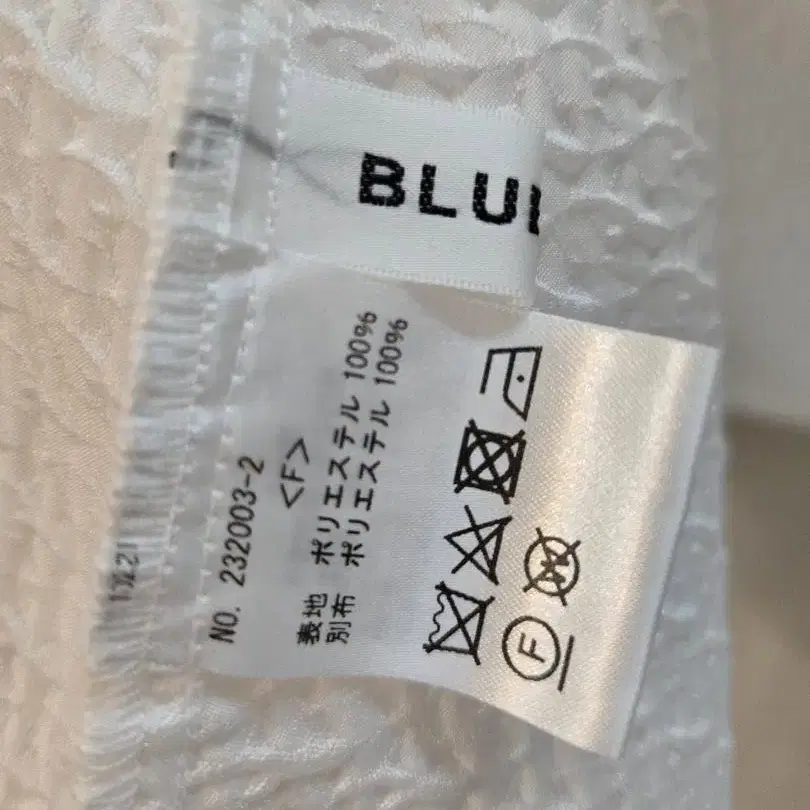 BLU
NO. 232003-2
<F>
表地 ポリエステル 100%
別布 ポリエステル 100%
F
W